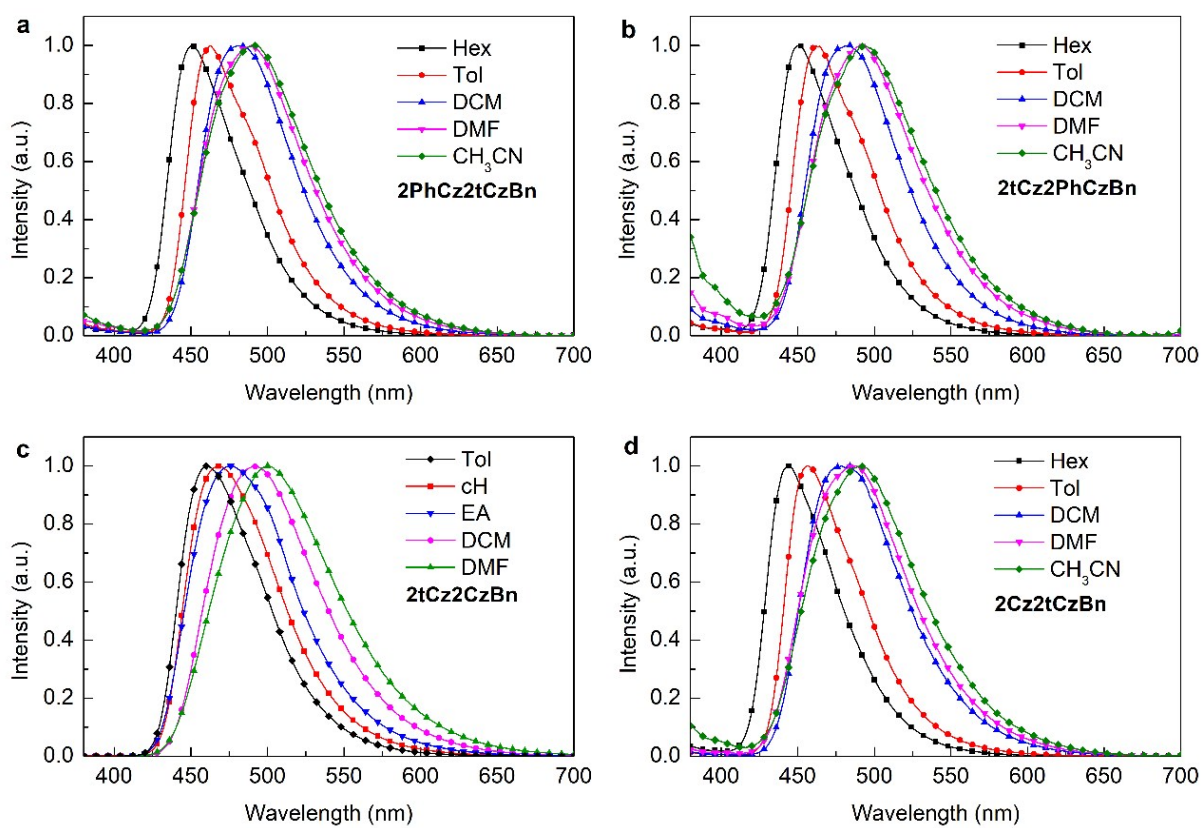 a
1.0
0.8
0.6
0.4
0.2
0.0
Intensity (a.u.)
Hex
Tol
DCM
DMF
CH₃CN
2PhCz2tCzBn
400 450 500 550 600 650 700
Wavelength (nm)
b
1.0
0.8
0.6
0.4
0.2
0.0
Intensity (a.u.)
Hex
Tol
DCM
DMF
CH₃CN
2tCz2PhCzBn
400 450 500 550 600 650 700
Wavelength (nm)
c
1.0
0.8
0.6
0.4
0.2
0.0
Intensity (a.u.)
Tol
cH
EA
DCM
DMF
2tCz2CzBn
400 450 500 550 600 650 700
Wavelength (nm)
d
1.0
0.8
0.6
0.4
0.2
0.0
Intensity (a.u.)
Hex
Tol
DCM
DMF
CH₃CN
2Cz2tCzBn
400 450 500 550 600 650 700
Wavelength (nm)